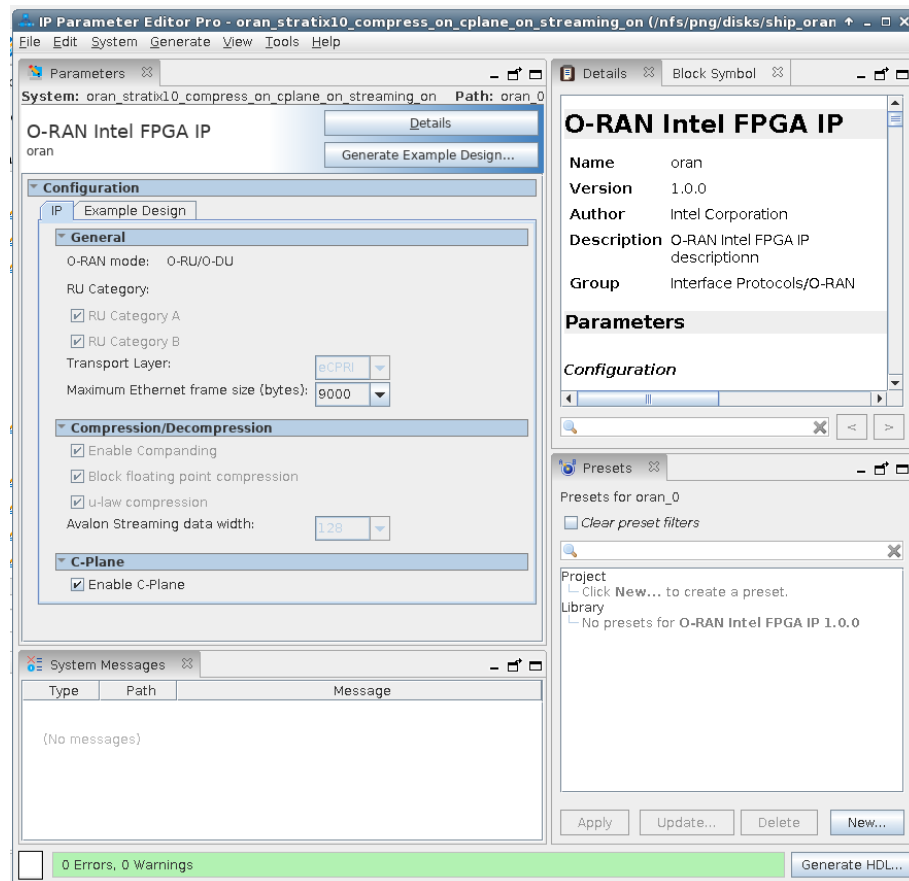 IP Parameter Editor Pro - oran_stratix10_compress_on_cplane_on_streaming_on (/nfs/png/disks/ship_oran
File Edit System Generate View Tools Help
Parameters
System: oran_stratix10_compress_on_cplane_on_streaming_on Path: oran_0
O-RAN Intel FPGA IP
oran
Details
Generate Example Design...
Configuration
IP Example Design
General
O-RAN mode: O-RU/O-DU
RU Category:
RU Category A
RU Category B
Transport Layer: eCPRI
Maximum Ethernet frame size (bytes): 9000
Compression/Decompression
Enable Companding
Block floating point compression
u-law compression
Avalon Streaming data width: 128
C-Plane
Enable C-Plane
System Messages
Type Path Message
(No messages)
0 Errors, 0 Warnings
Details Block Symbol
O-RAN Intel FPGA IP
Name oran
Version 1.0.0
Author Intel Corporation
Description O-RAN Intel FPGA IP
descriptionn
Group Interface Protocols/O-RAN
Parameters
Configuration
< >
Presets
Presets for oran_0
Clear preset filters
Project
Click New... to create a preset.
Library
No presets for O-RAN Intel FPGA IP 1.0.0
Apply Update... Delete New...
Generate HDL...